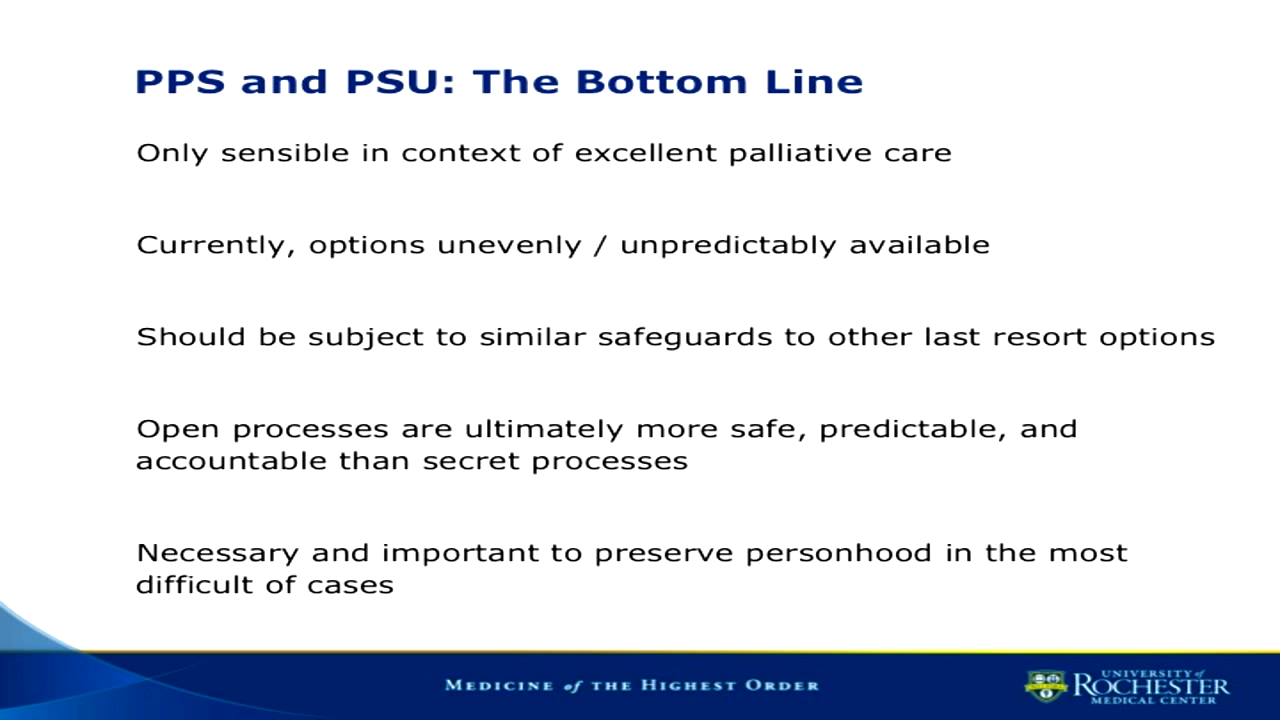 PPS and PSU: The Bottom Line
Only sensible in context of excellent palliative care
Currently, options unevenly / unpredictably available
Should be subject to similar safeguards to other last resort options
Open processes are ultimately more safe, predictable, and
accountable than secret processes
Necessary and important to preserve personhood in the most
difficult of cases
MEDICINE of THE HIGHEST ORDER
UNIVERSITY of
ROCHESTER
MEDICAL CENTER